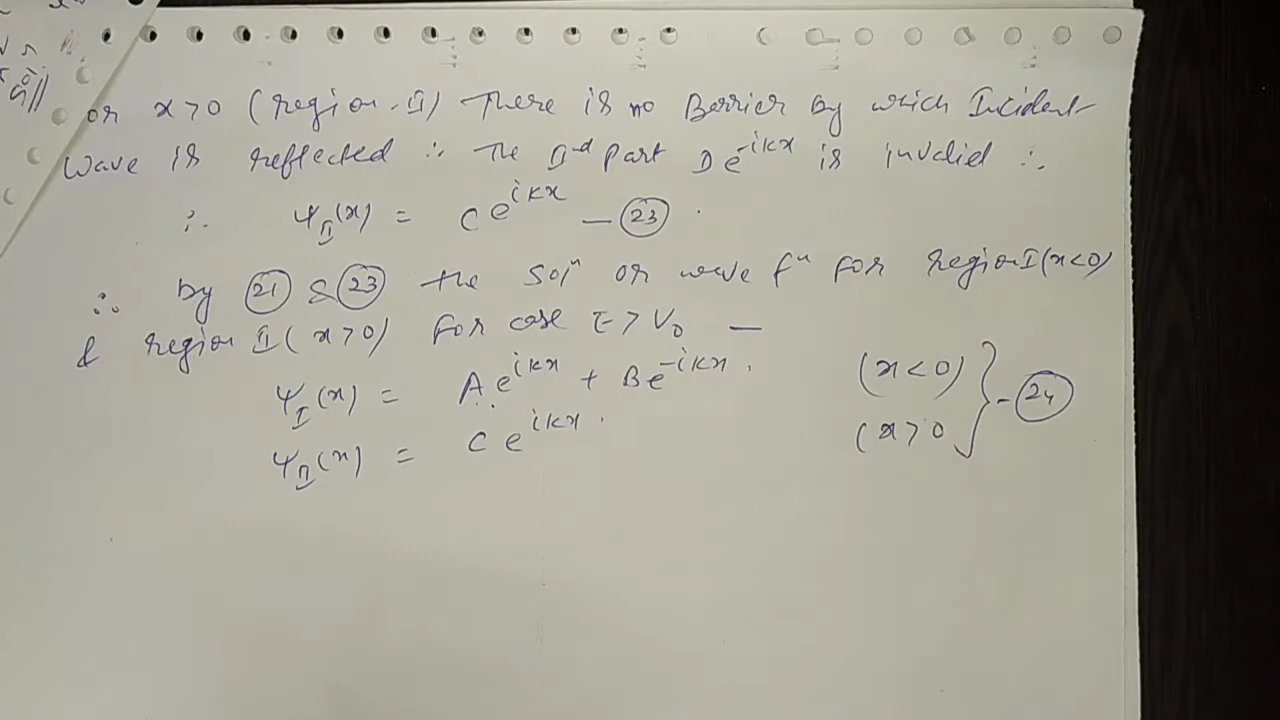 or x>0 (region-II) There is no Barrier by which Incident
wave is reflected ∴ The IInd part De^{-ikx} is invalid ∴
∴ Ψ_II(x) = Ce^{ikx} — (23)
∴ by (21) & (23) the solⁿ or wave fⁿ for region I (x<0)
& region II (x>0) For case E>V₀ —
Ψ_I(x) = Ae^{ikx} + Be^{-ikx}. (x<0)
Ψ_II(x) = Ce^{ikx}. (x>0 } - (24)